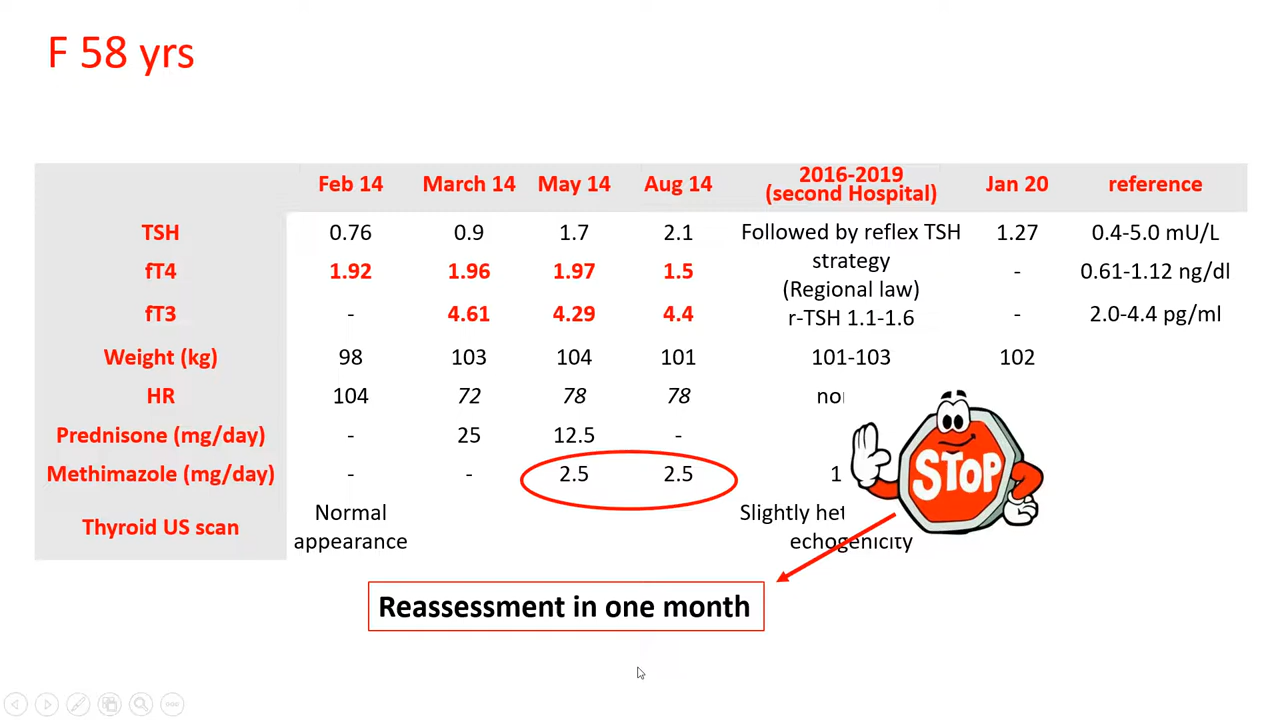 F 58 yrs
Feb 14 March 14 May 14 Aug 14 2016-2019 (second Hospital) Jan 20 reference
TSH 0.76 0.9 1.7 2.1 Followed by reflex TSH 1.27 0.4-5.0 mU/L
strategy
fT4 1.92 1.96 1.97 1.5 - 0.61-1.12 ng/dl
(Regional law)
fT3 - 4.61 4.29 4.4 r-TSH 1.1-1.6 - 2.0-4.4 pg/ml
Weight (kg) 98 103 104 101 101-103 102
HR 104 72 78 78
Prednisone (mg/day) - 25 12.5 -
Methimazole (mg/day) - - 2.5 2.5 1
STOP
Thyroid US scan Normal Slightly
appearance echogenicity
Reassessment in one month